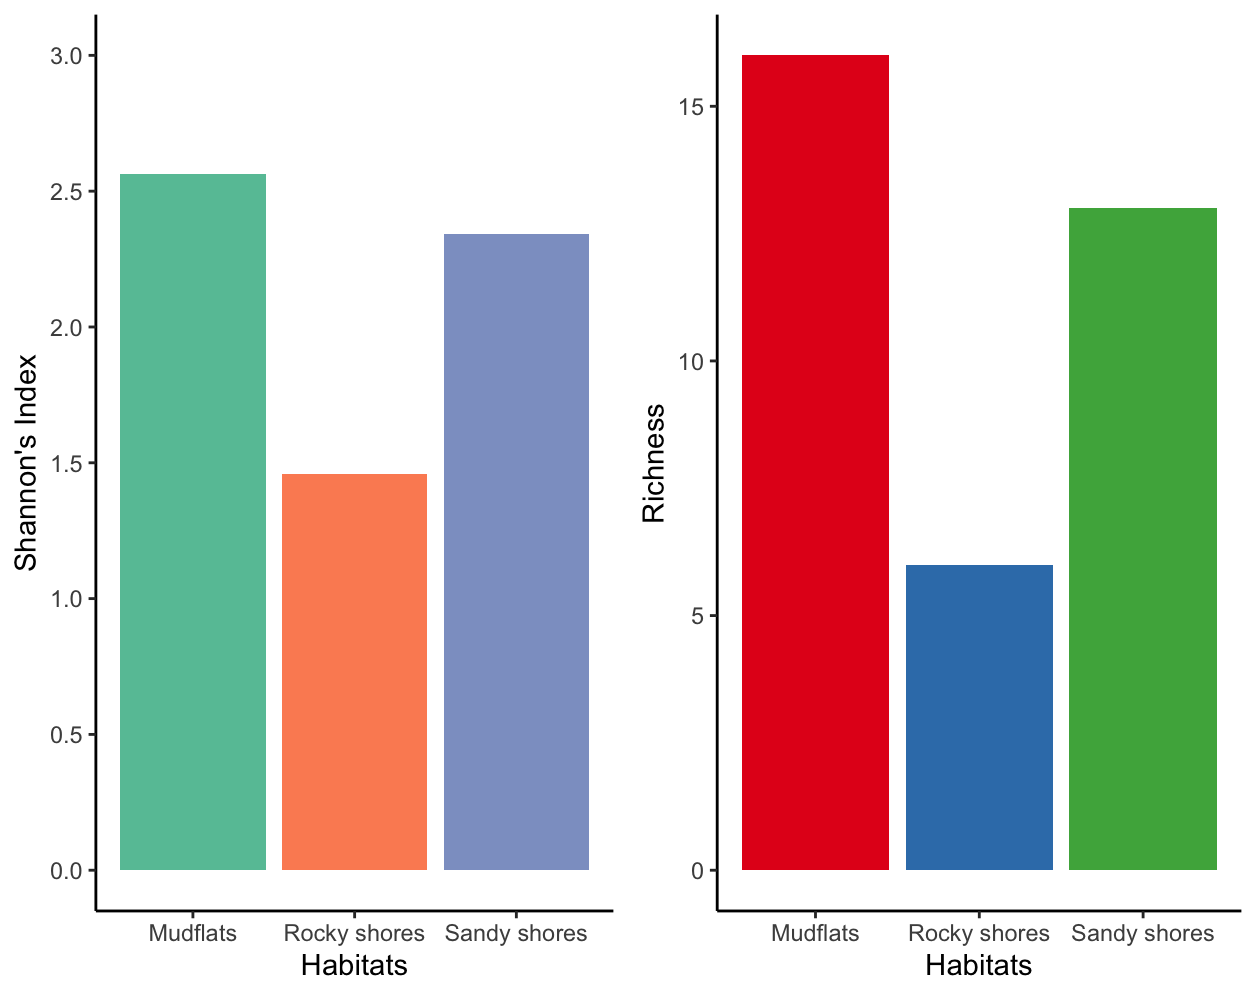 Shannon's Index
3.0
2.5
2.0
1.5
1.0
0.5
0.0
Mudflats Rocky shores Sandy shores
Habitats
Richness
15
10
5
0
Mudflats Rocky shores Sandy shores
Habitats